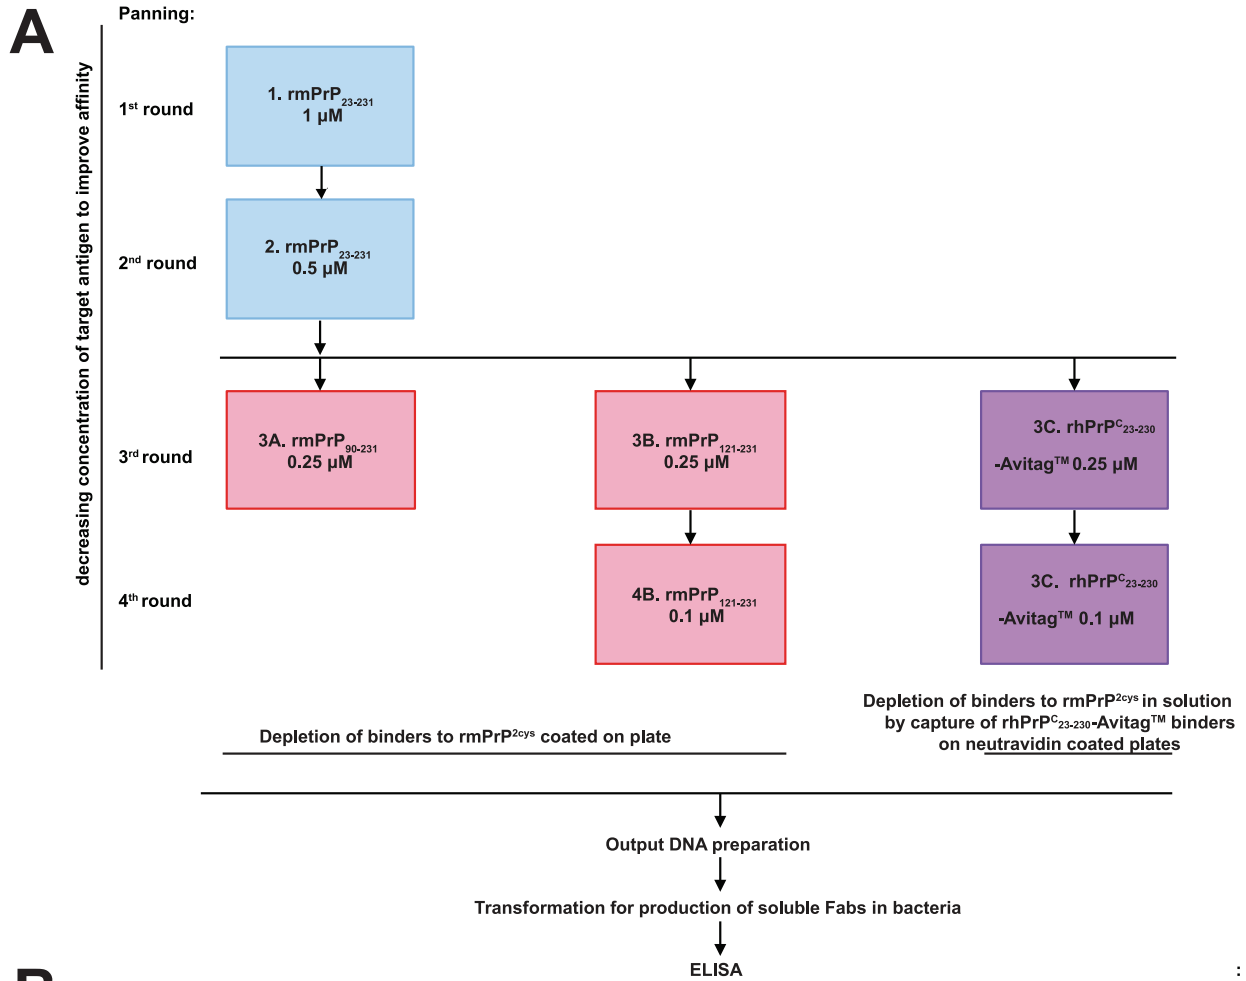 A
Panning:
decreasing concentration of target antigen to improve affinity
1st round
1. rmPrP23-231
1 µM
2nd round
2. rmPrP23-231
0.5 µM
3rd round
3A. rmPrP90-231
0.25 µM
3B. rmPrP121-231
0.25 µM
3C. rhPrPC23-230
-Avitag™ 0.25 µM
4th round
4B. rmPrP121-231
0.1 µM
3C. rhPrPC23-230
-Avitag™ 0.1 µM
Depletion of binders to rmPrP2cys coated on plate
Depletion of binders to rmPrP2cys in solution
by capture of rhPrPC23-230-Avitag™ binders
on neutravidin coated plates
Output DNA preparation
Transformation for production of soluble Fabs in bacteria
ELISA
: